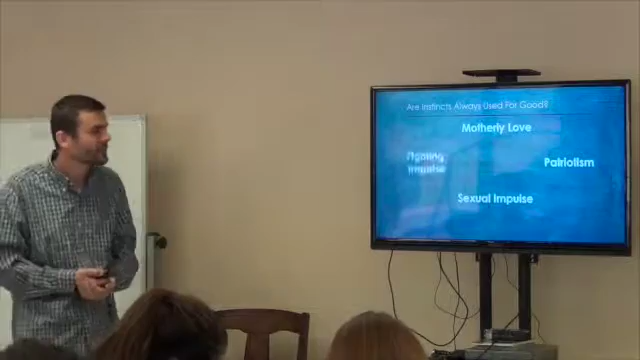 Are Instincts Always Used For Good?
Motherly Love
Fighting
Impulse
Patriotism
Sexual Impulse